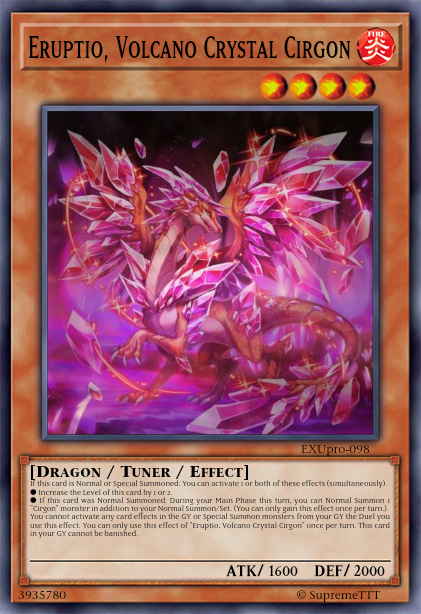 Eruptio, Volcano Crystal Cirgon
FIRE
炎
EXUpro-098
[Dragon / Tuner / Effect]
If this card is Normal or Special Summoned: You can activate 1 or both of these effects (simultaneously).
● Increase the Level of this card by 1 or 2.
● If this card was Normal Summoned: During your Main Phase this turn, you can Normal Summon 1
"Cirgon" monster in addition to your Normal Summon/Set. (You can only gain this effect once per turn.)
You cannot activate any card effects in the GY or Special Summon monsters from your GY the Duel you
use this effect. You can only use this effect of "Eruptio, Volcano Crystal Cirgon" once per turn. This card
in your GY cannot be banished.
ATK/ 1600 DEF/ 2000
3935780 © SupremeTTT